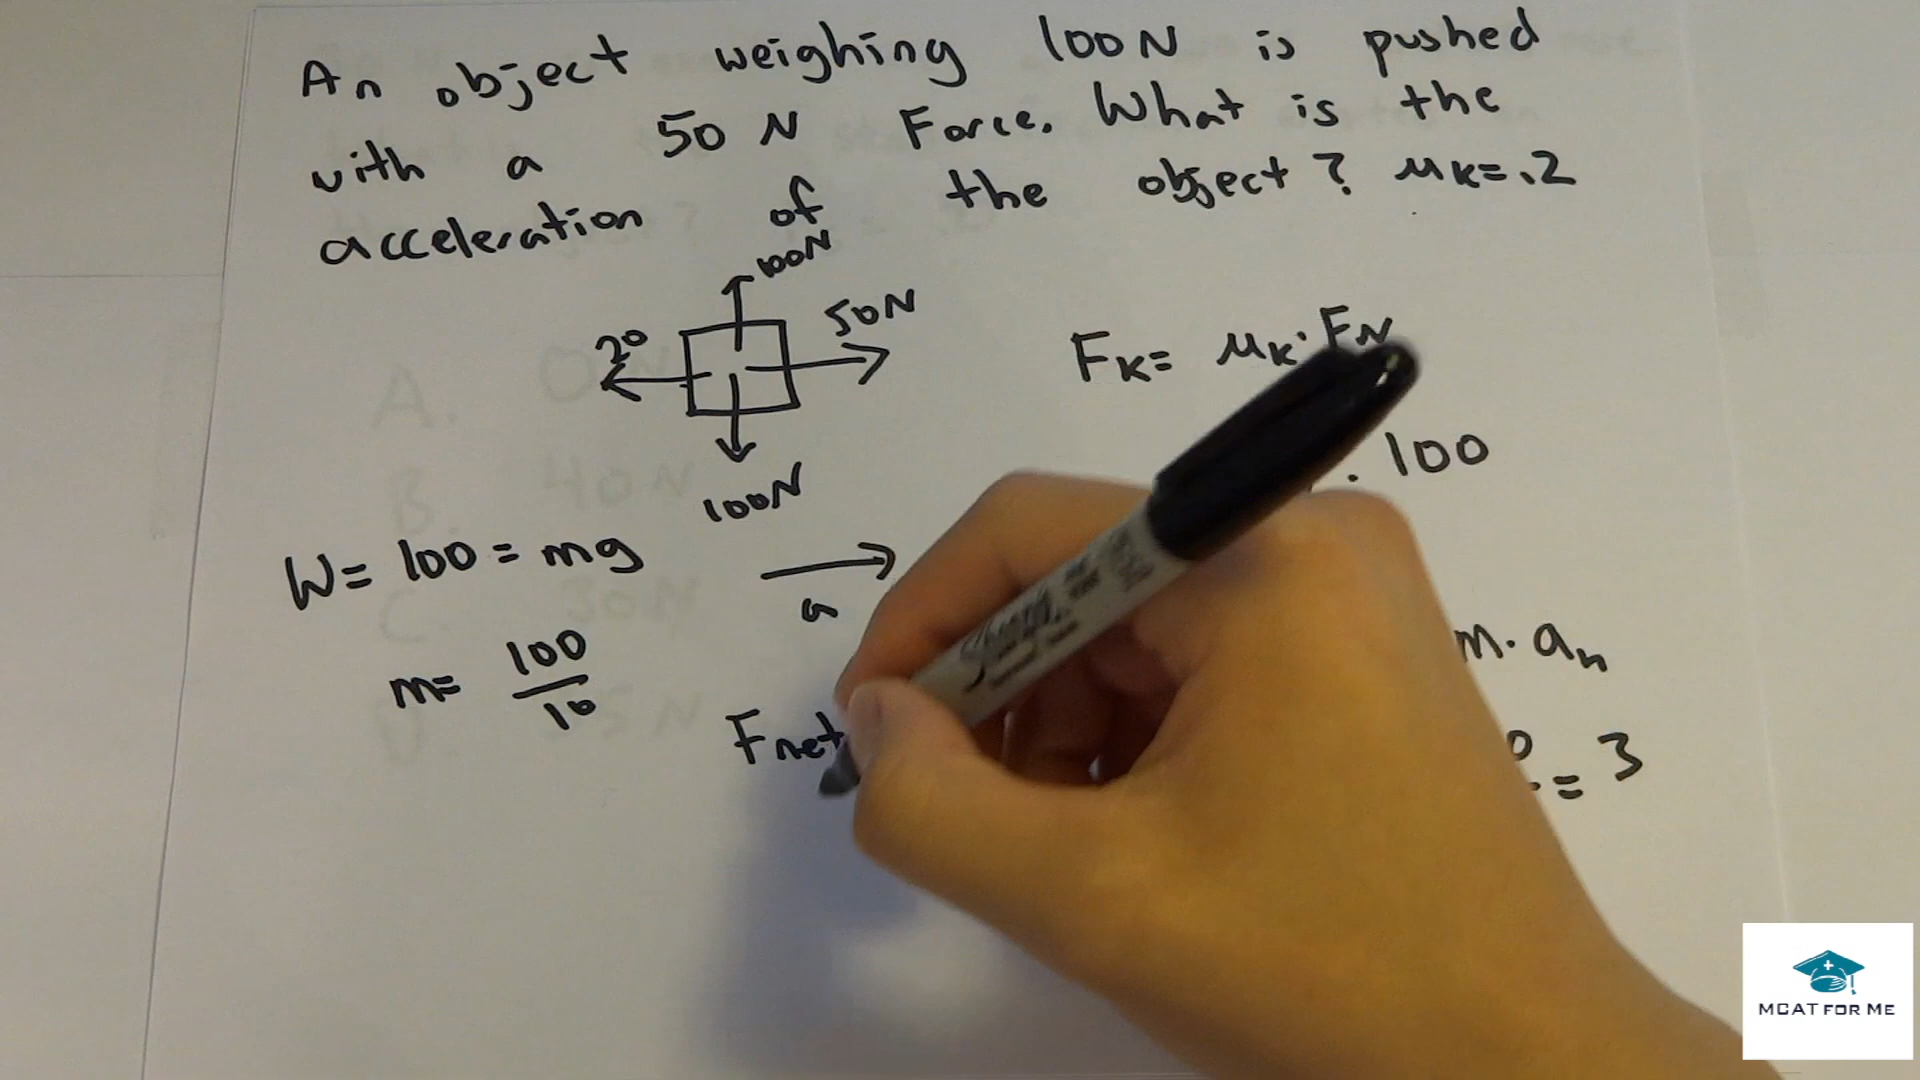 An object weighing 100N is pushed
with a 50 N Force. What is the
acceleration of the object? μk=.2
100N
20
50N
100N
Fk= μk·FN
· 100
W= 100 = mg
a
m= 100/10
m·an
Fnet
= 3
MCAT FOR ME